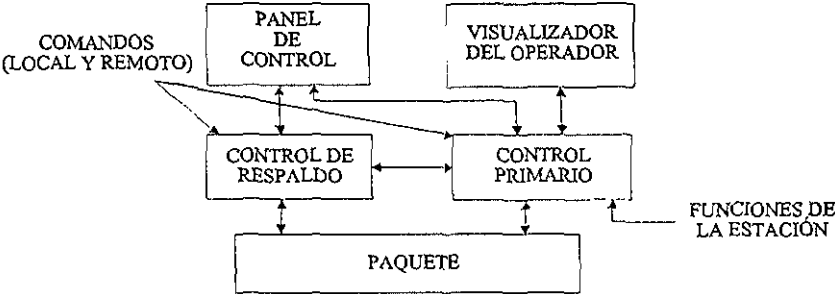 PANEL
DE
CONTROL
VISUALIZADOR
DEL OPERADOR
COMANDOS
(LOCAL Y REMOTO)
CONTROL DE
RESPALDO
CONTROL
PRIMARIO
FUNCIONES DE
LA ESTACIÓN
PAQUETE